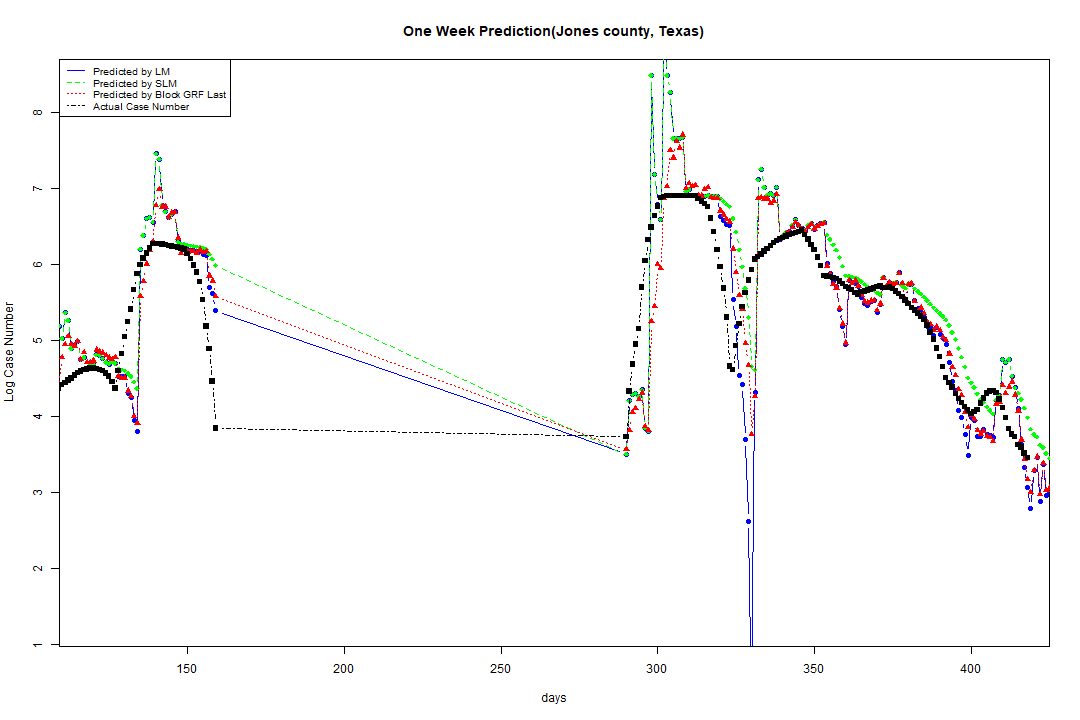 One Week Prediction(Jones county, Texas)
Predicted by LM
Predicted by SLM
Predicted by Block GRF Last
Actual Case Number
8
7
6
5
4
3
2
1
Log Case Number
150 200 250 300 350 400
days